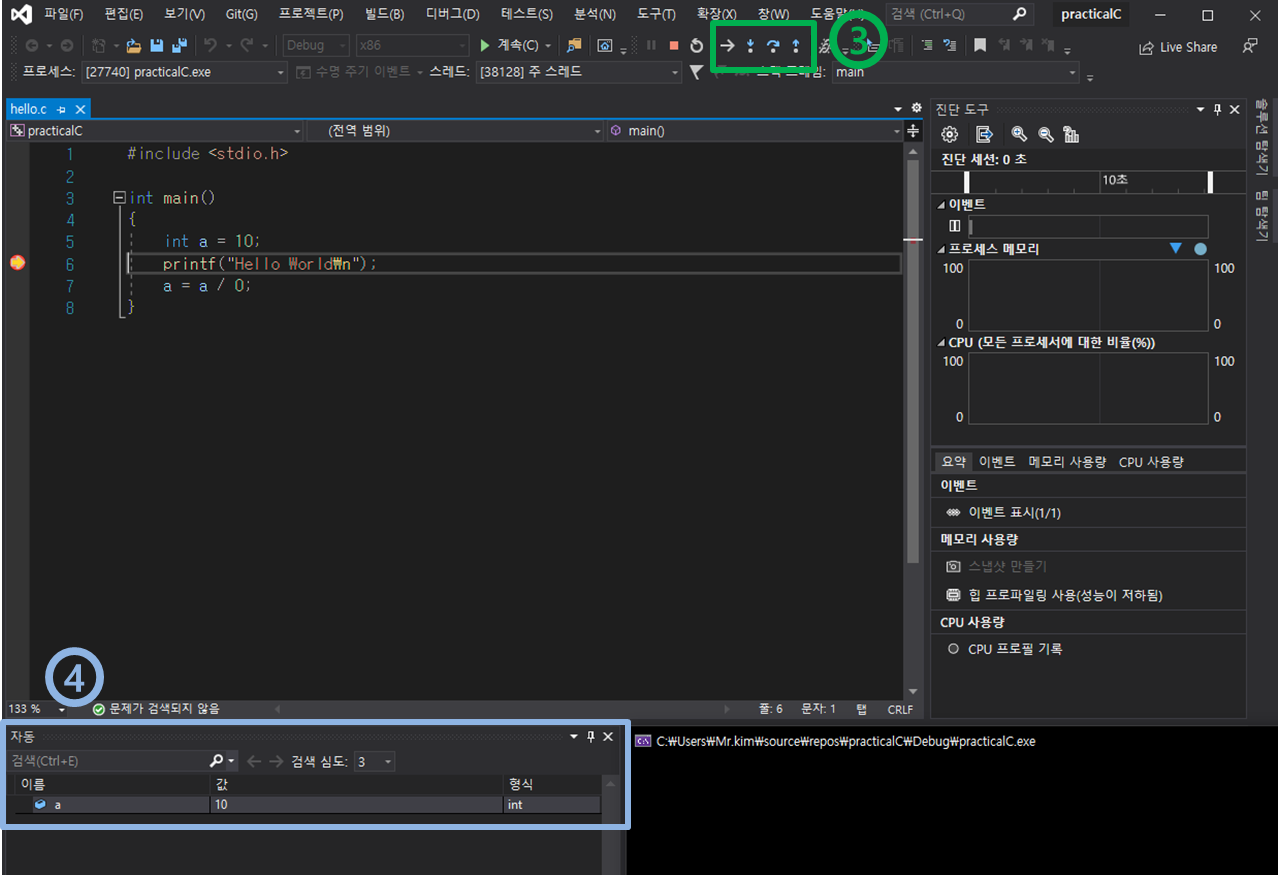 파일(F) 편집(E) 보기(V) Git(G) 프로젝트(P) 빌드(B) 디버그(D) 테스트(S) 분석(N) 도구(T) 확장(X) 창(W) 도움말(H) 검색 (Ctrl+Q) practicalC
Debug x86 계속(C) ③ Live Share
프로세스: [27740] practicalC.exe 수명 주기 이벤트 스레드: [38128] 주 스레드 스택 프레임: main
hello.c
practicalC (전역 범위) main()
1 #include <stdio.h>
2
3 int main()
4 {
5 int a = 10;
6 printf("Hello ₩orld₩n");
7 a = a / 0;
8 }
133 % 문제가 검색되지 않음 줄: 6 문자: 1 탭 CRLF
④
자동
검색(Ctrl+E) 검색 심도: 3
이름 값 형식
a 10 int
C:₩Users₩Mr.kim₩source₩repos₩practicalC₩Debug₩practicalC.exe
진단 도구
진단 세션: 0 초
10초
이벤트
프로세스 메모리
100 100
0 0
CPU (모든 프로세서에 대한 비율(%))
100 100
0 0
요약 이벤트 메모리 사용량 CPU 사용량
이벤트
이벤트 표시(1/1)
메모리 사용량
스냅샷 만들기
힙 프로파일링 사용(성능이 저하됨)
CPU 사용량
CPU 프로필 기록
솔루션 탐색기
팀 탐색기